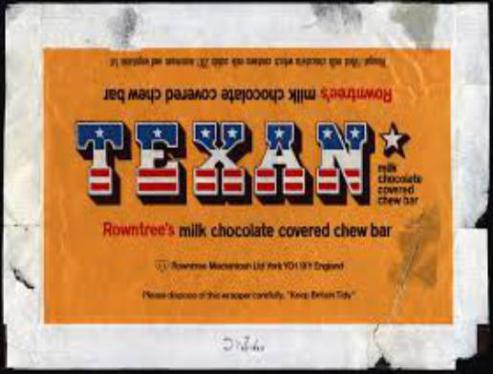 Rowntree's milk chocolate covered chew bar
TEXAN
milk
chocolate
covered
chew bar
Rowntree's milk chocolate covered chew bar
Rowntree Mackintosh Ltd York YO1 1XY England
Please dispose of this wrapper carefully. "Keep Britain Tidy"